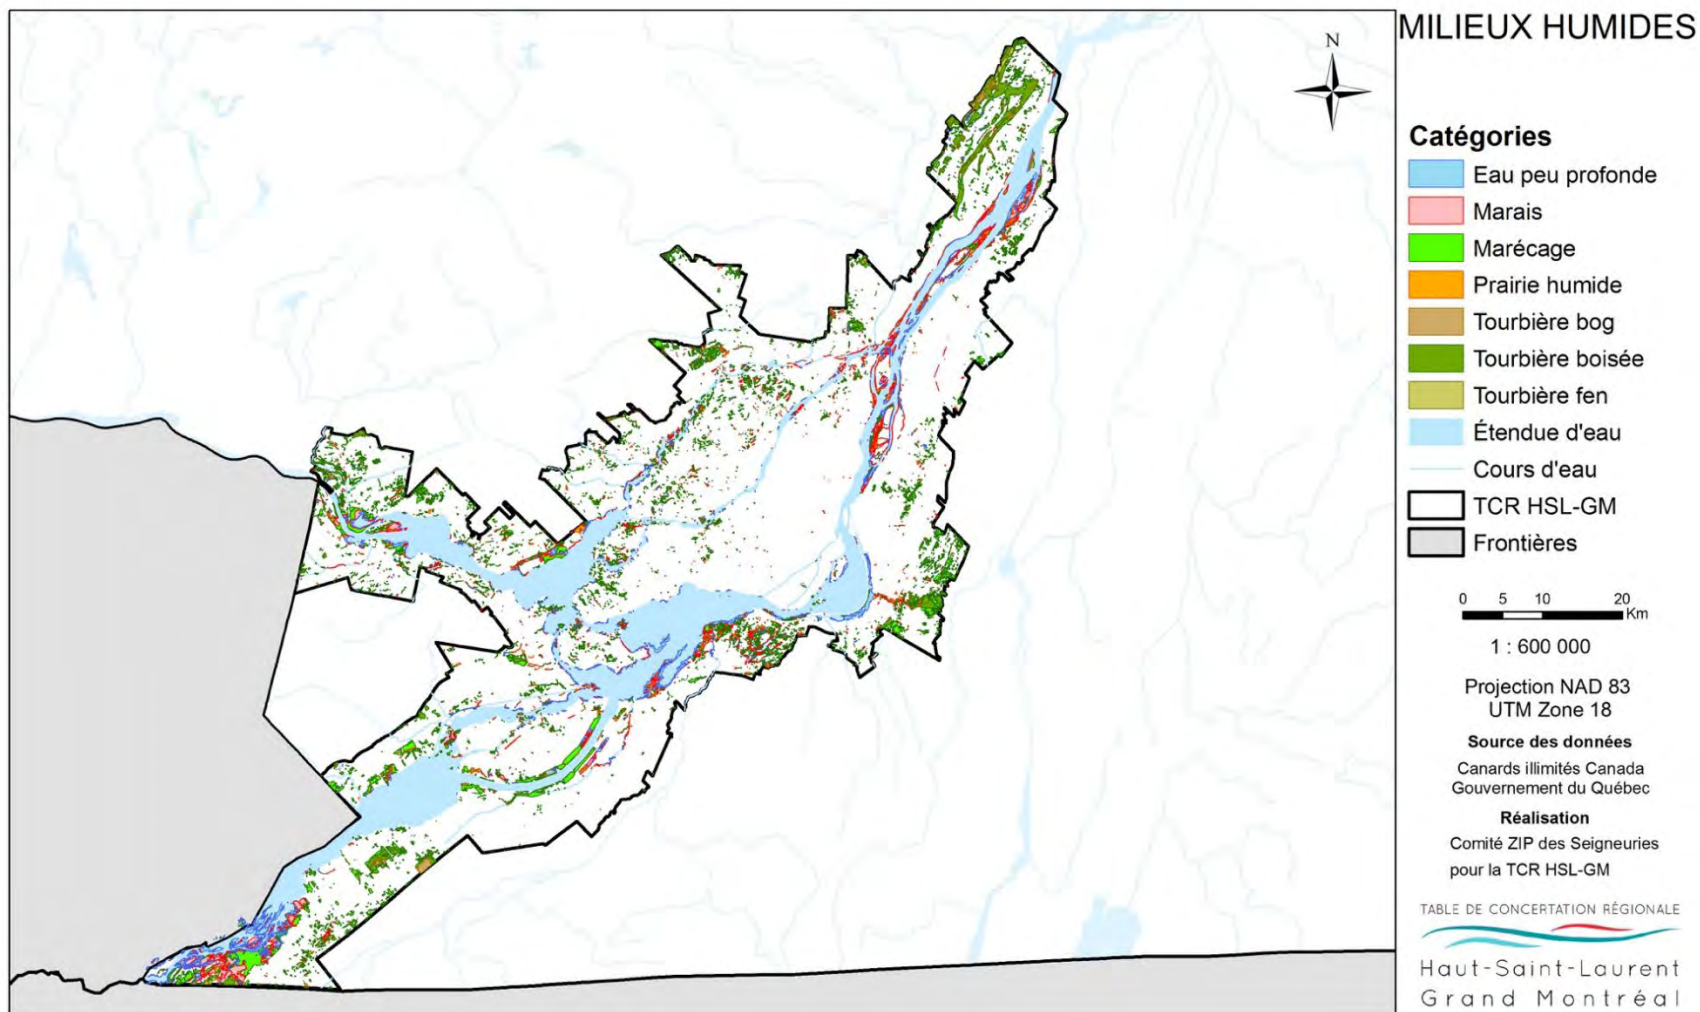 MILIEUX HUMIDES
N
Catégories
Eau peu profonde
Marais
Marécage
Prairie humide
Tourbière bog
Tourbière boisée
Tourbière fen
Étendue d'eau
Cours d'eau
TCR HSL-GM
Frontières
0 5 10 20
Km
1 : 600 000
Projection NAD 83
UTM Zone 18
Source des données
Canards illimités Canada
Gouvernement du Québec
Réalisation
Comité ZIP des Seigneuries
pour la TCR HSL-GM
TABLE DE CONCERTATION RÉGIONALE
Haut-Saint-Laurent
Grand Montréal